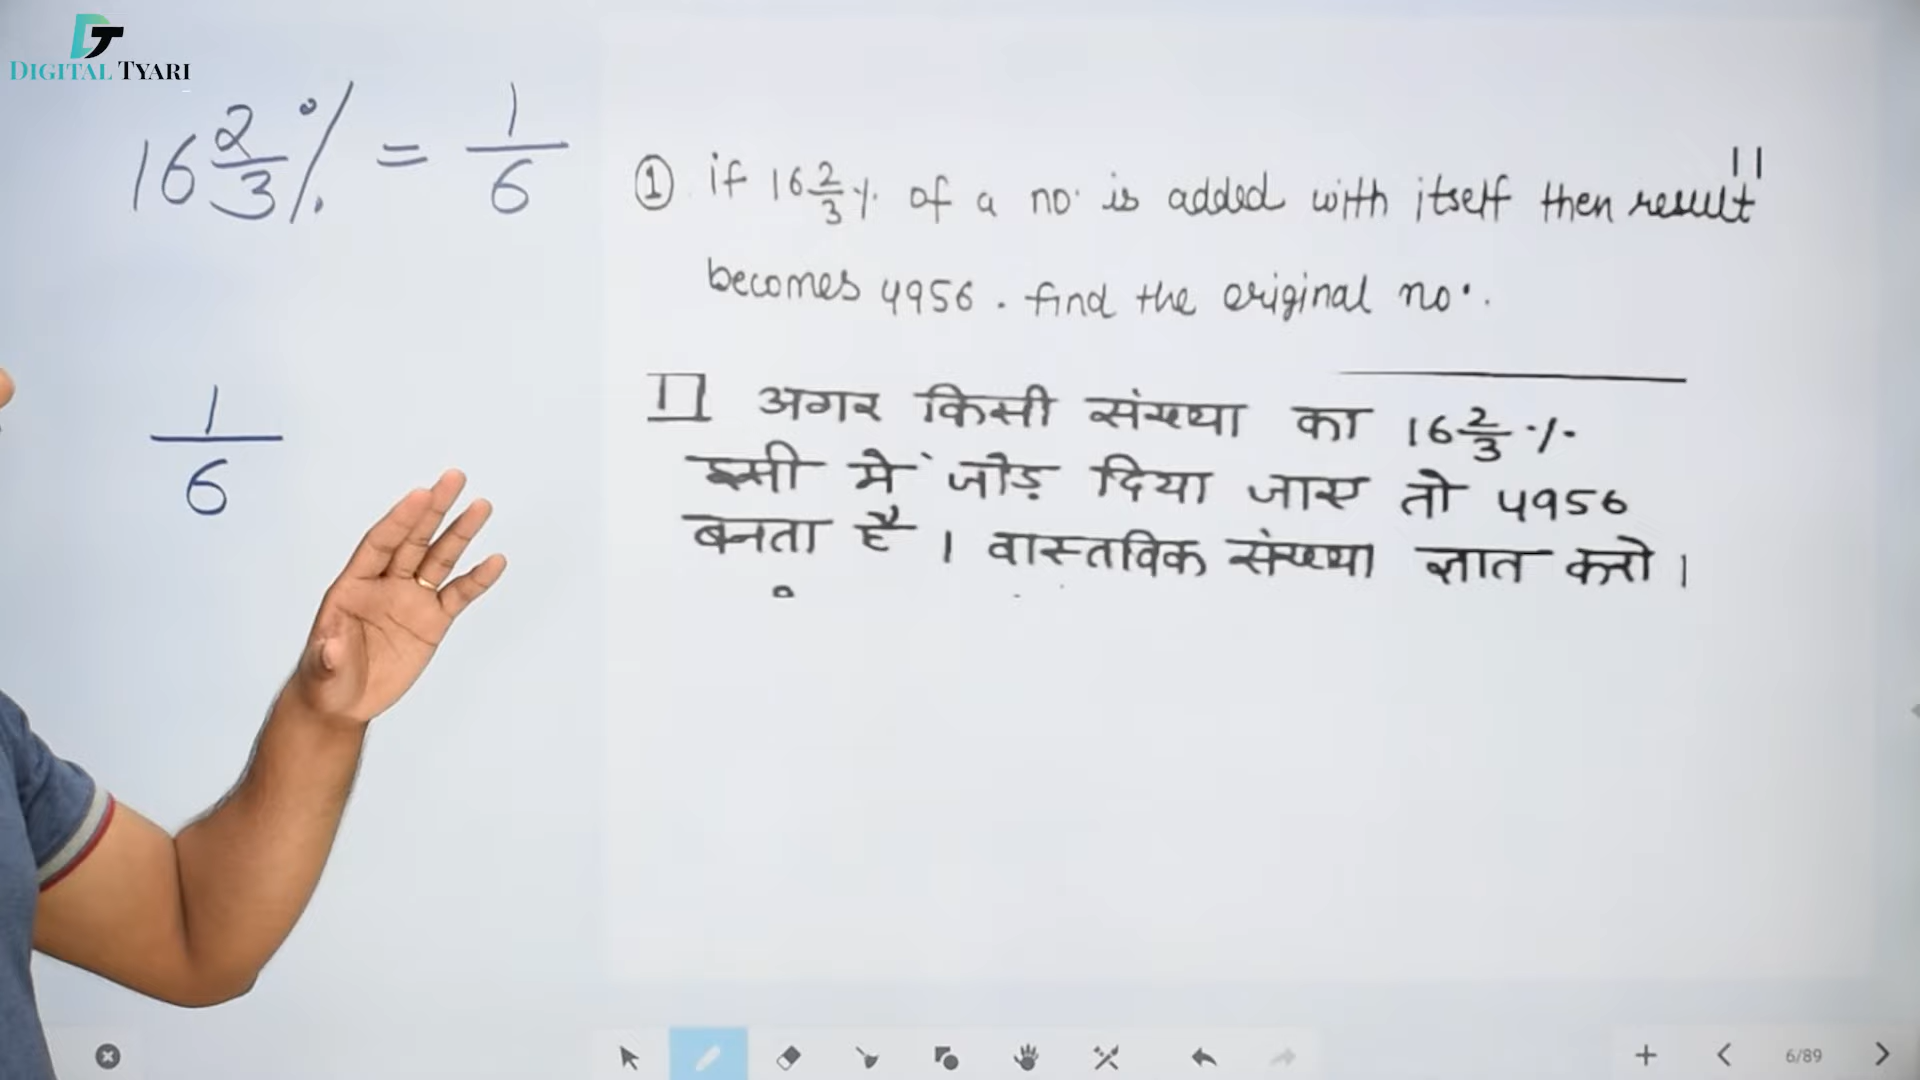 DIGITAL TYARI
16 2/3 % = 1/6
① if 16 2/3 % of a no. is added with itself then result
becomes 4956. find the original no.
1 अगर किसी संख्या का 16 2/3 %
इसी में जोड़ दिया जाए तो 4956
बनता है । वास्तविक संख्या ज्ञात करो ।
1/6
6/89